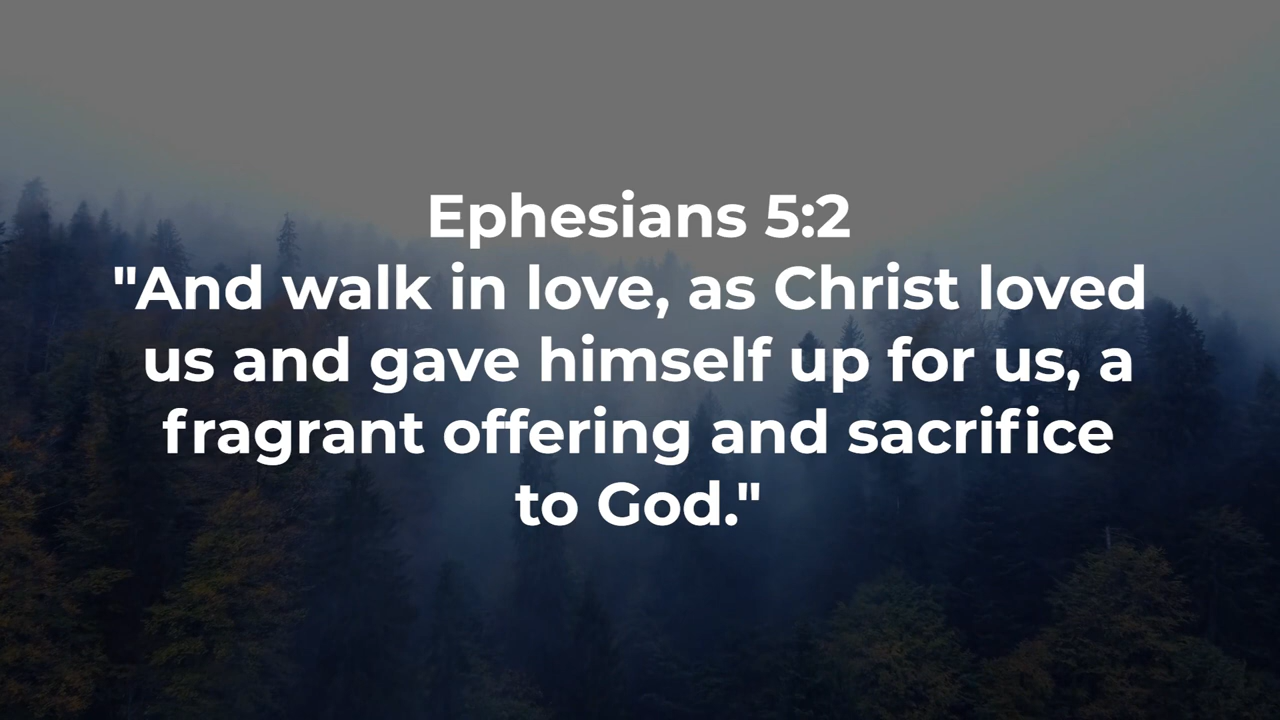 Ephesians 5:2
"And walk in love, as Christ loved
us and gave himself up for us, a
fragrant offering and sacrifice
to God."